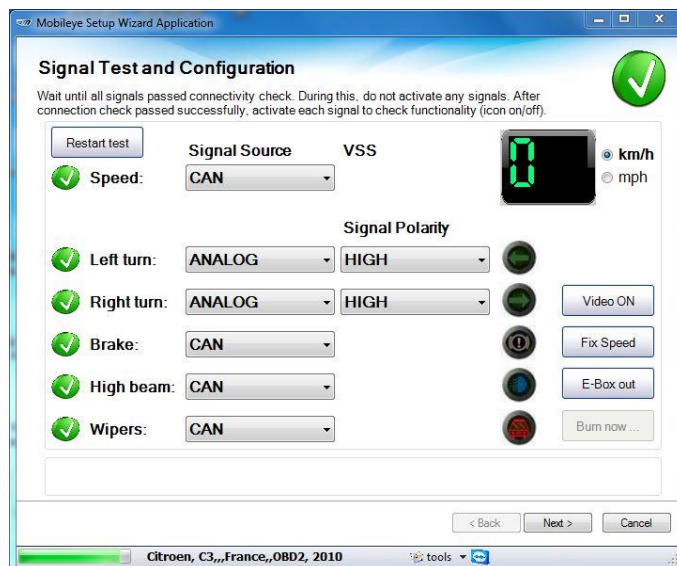 Mobileye Setup Wizard Application
Signal Test and Configuration
Wait until all signals passed connectivity check. During this, do not activate any signals. After
connection check passed successfully, activate each signal to check functionality (icon on/off).
Restart test
Signal Source VSS
0
km/h
mph
Speed: CAN
Signal Polarity
Left turn: ANALOG HIGH
Right turn: ANALOG HIGH Video ON
Brake: CAN Fix Speed
High beam: CAN E-Box out
Wipers: CAN Burn now ...
< Back Next > Cancel
Citroen, C3,,,France,,OBD2, 2010 tools